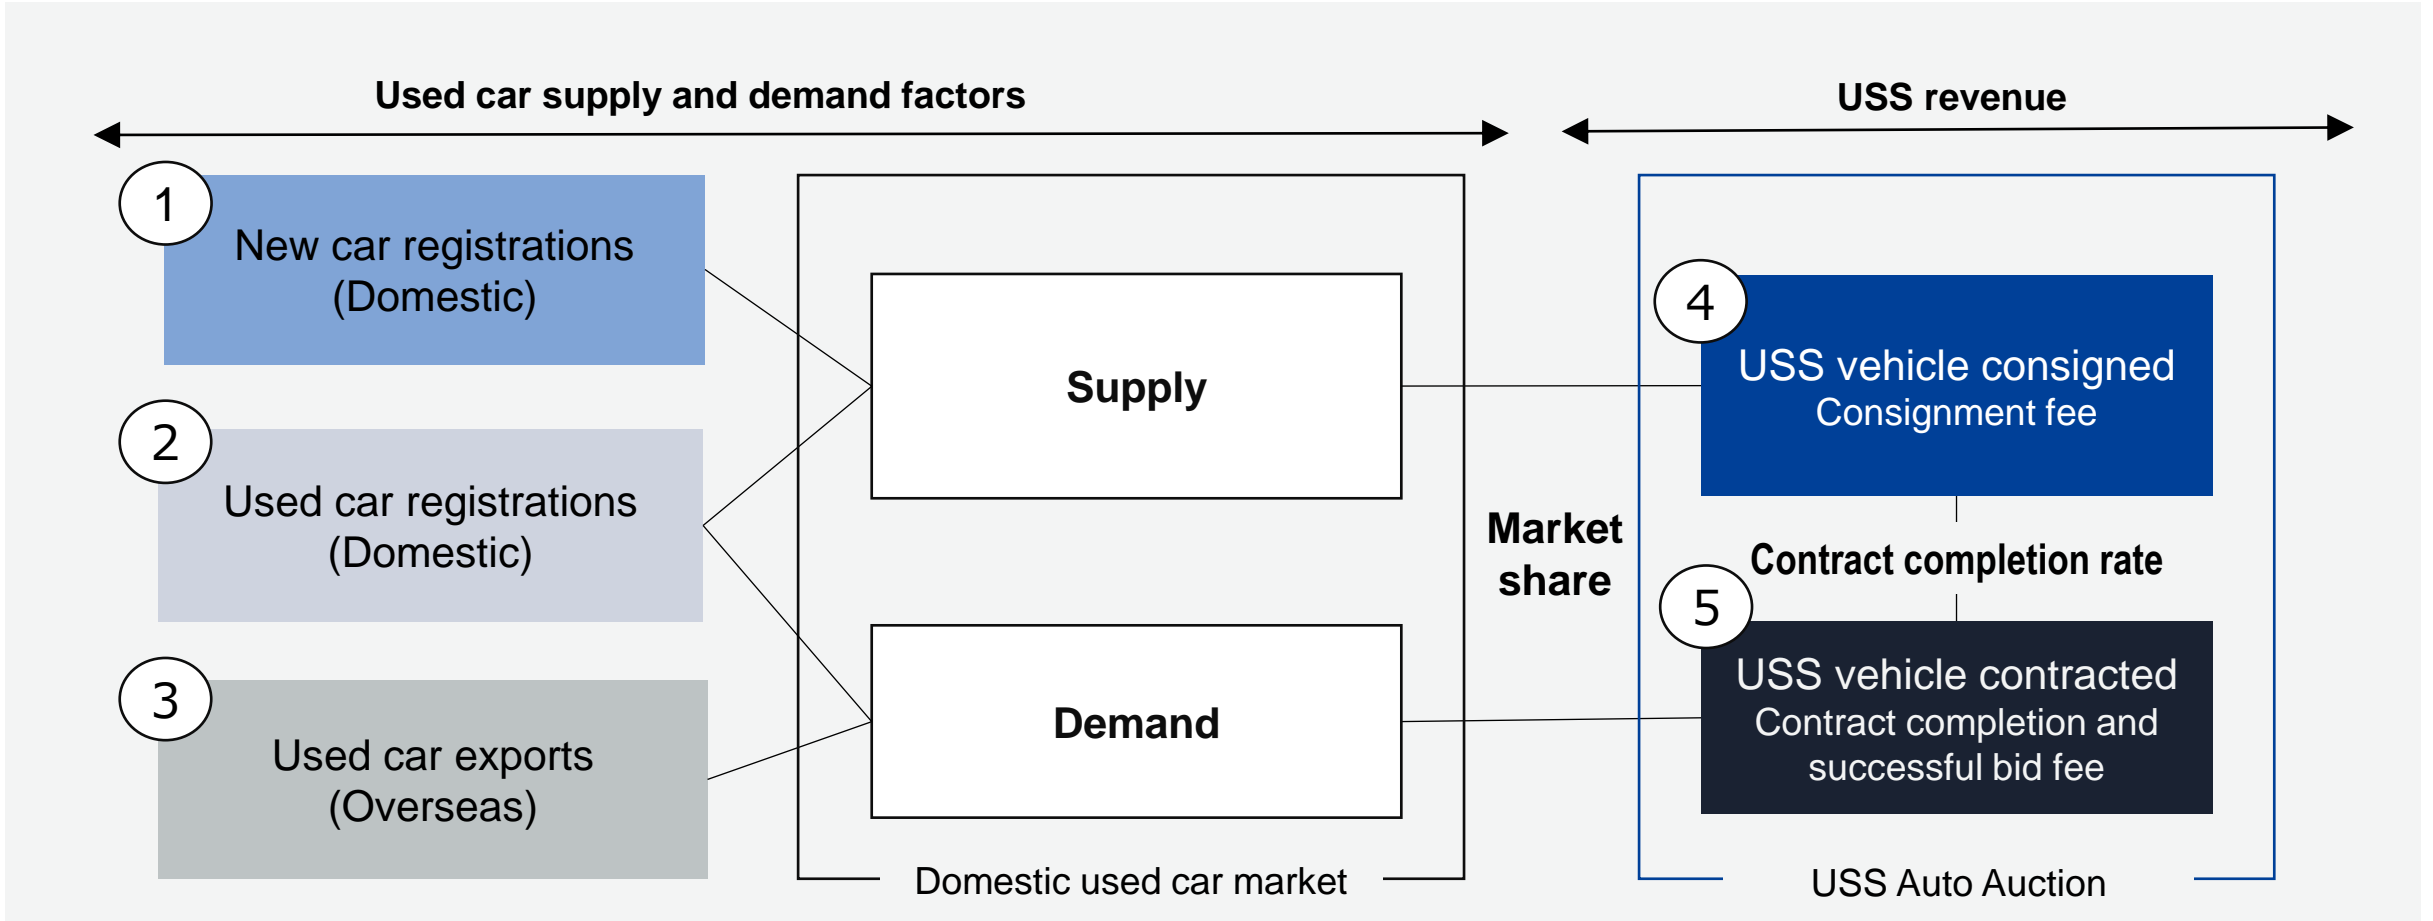 Used car supply and demand factors
USS revenue
1
New car registrations
(Domestic)
2
Used car registrations
(Domestic)
3
Used car exports
(Overseas)
Supply
Demand
Domestic used car market
Market
share
4
USS vehicle consigned
Consignment fee
Contract completion rate
5
USS vehicle contracted
Contract completion and
successful bid fee
USS Auto Auction